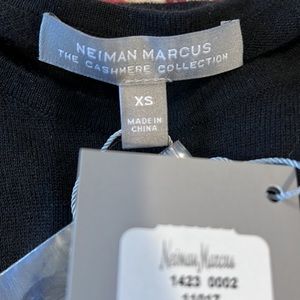 NEIMAN MARCUS
THE CASHMERE COLLECTION
XS
MADE IN
CHINA
Neiman Marcus
1423 0002